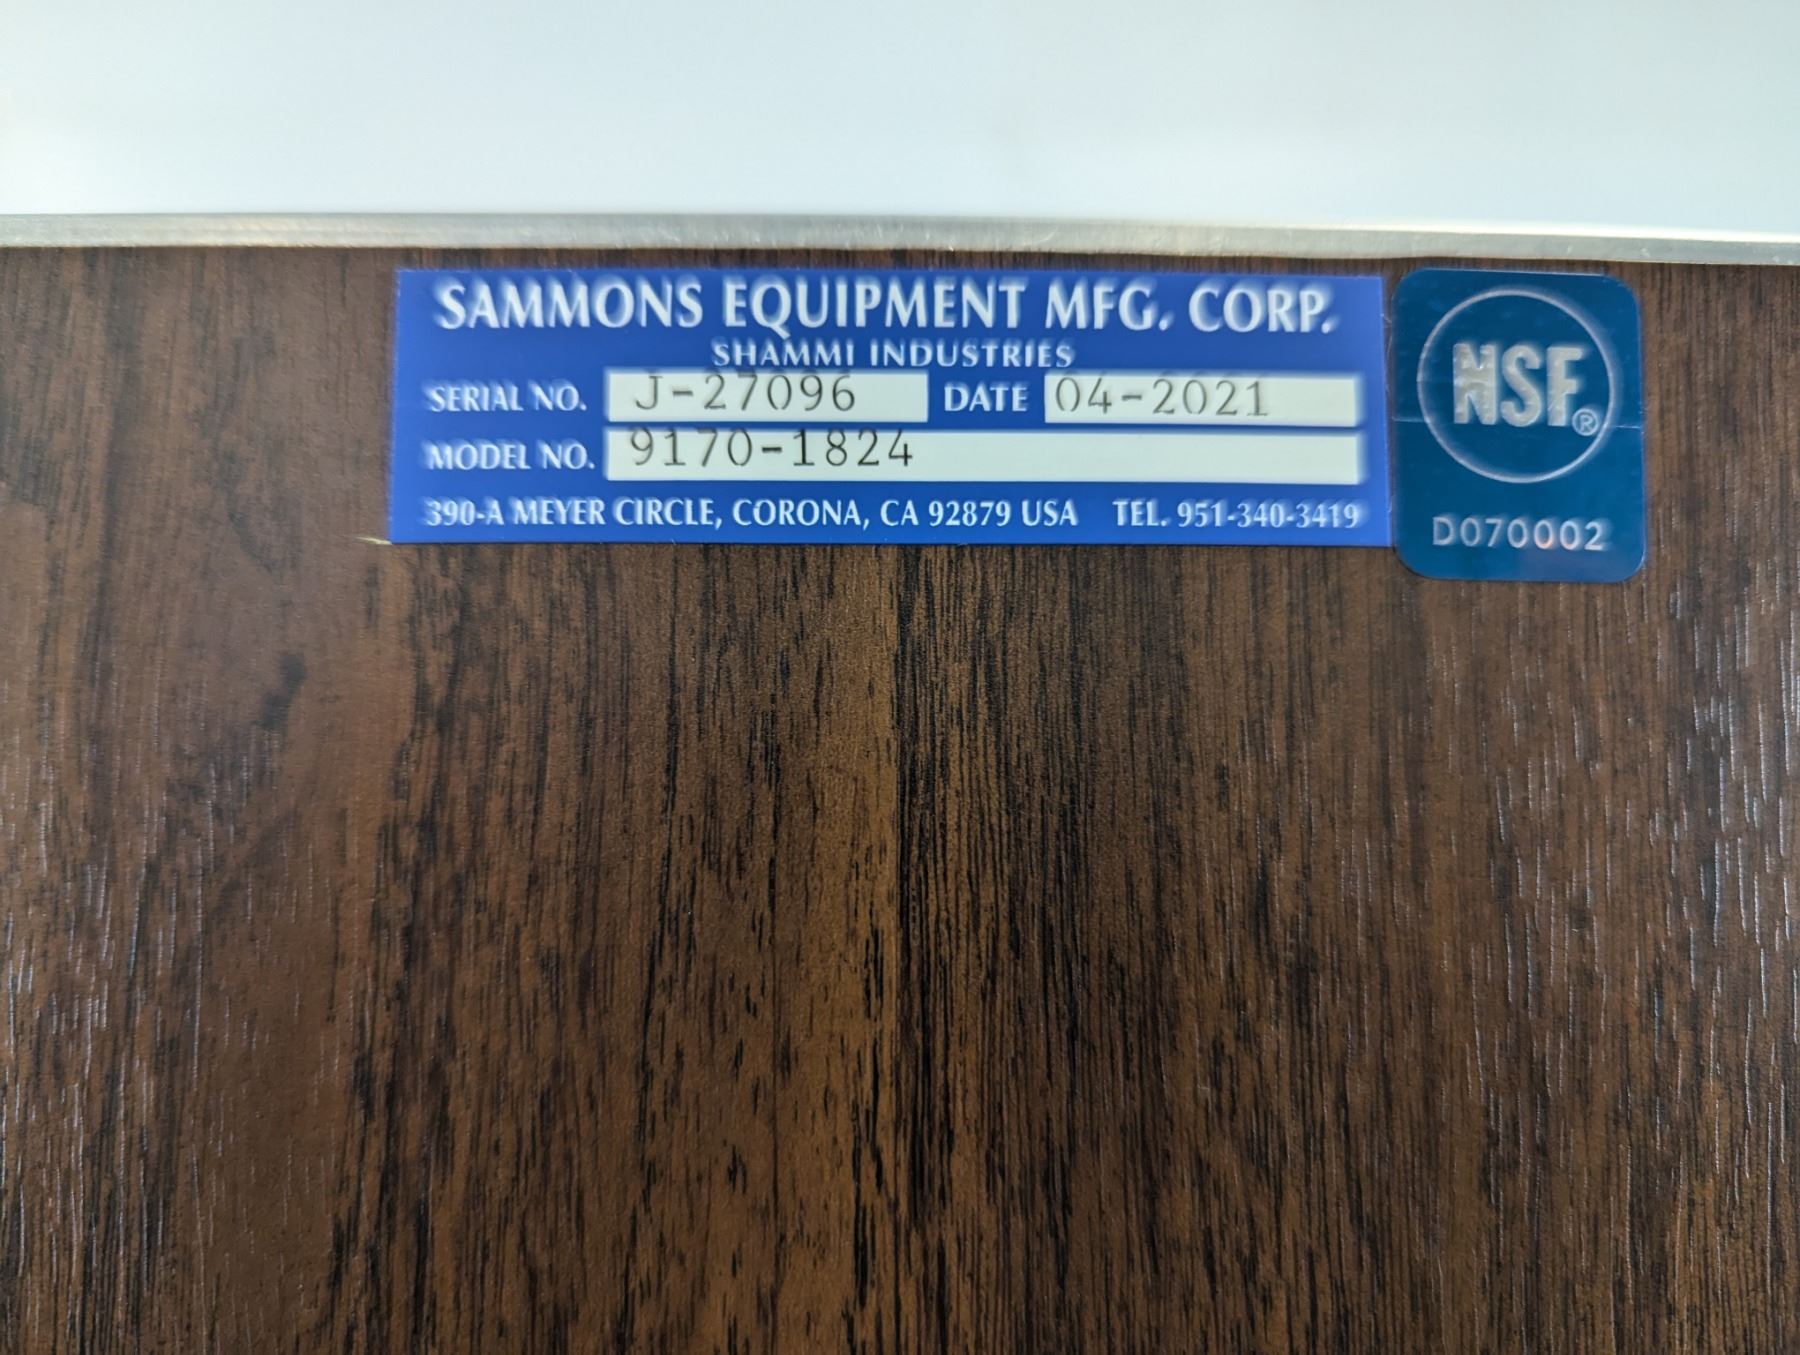 SAMMONS EQUIPMENT MFG. CORP.
SHAMMI INDUSTRIES
SERIAL NO. J-27096 DATE 04-2021
MODEL NO. 9170-1824
390-A MEYER CIRCLE, CORONA, CA 92879 USA TEL. 951-340-3419
NSF®
D070002